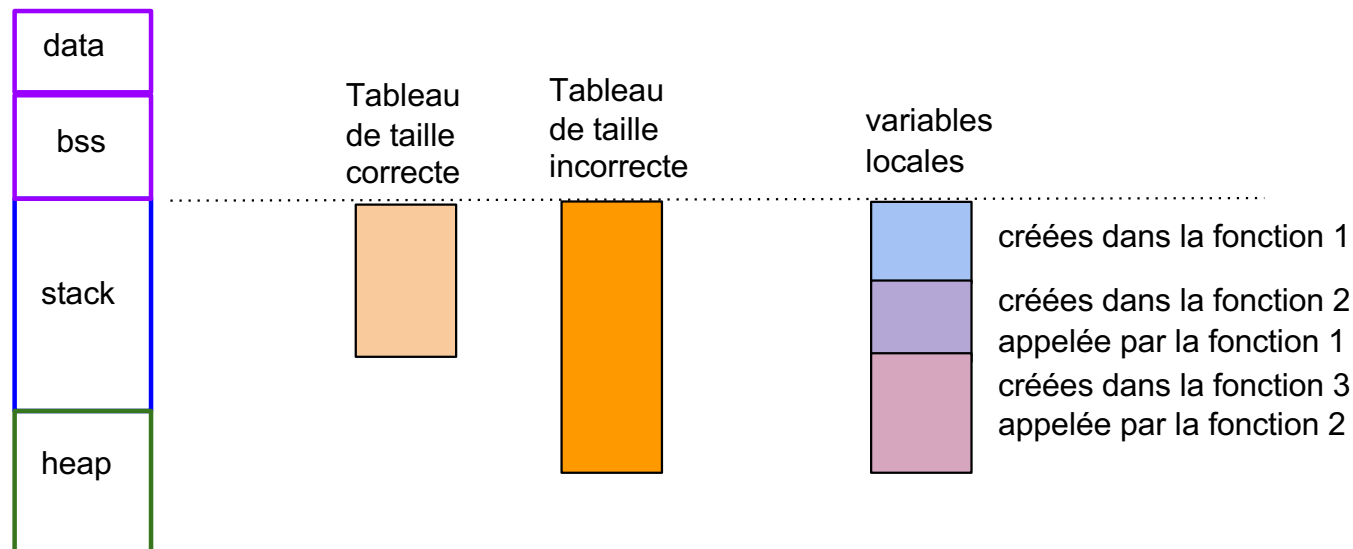 data
bss
stack
heap
Tableau
de taille
correcte
Tableau
de taille
incorrecte
variables
locales
créées dans la fonction 1
créées dans la fonction 2
appelée par la fonction 1
créées dans la fonction 3
appelée par la fonction 2